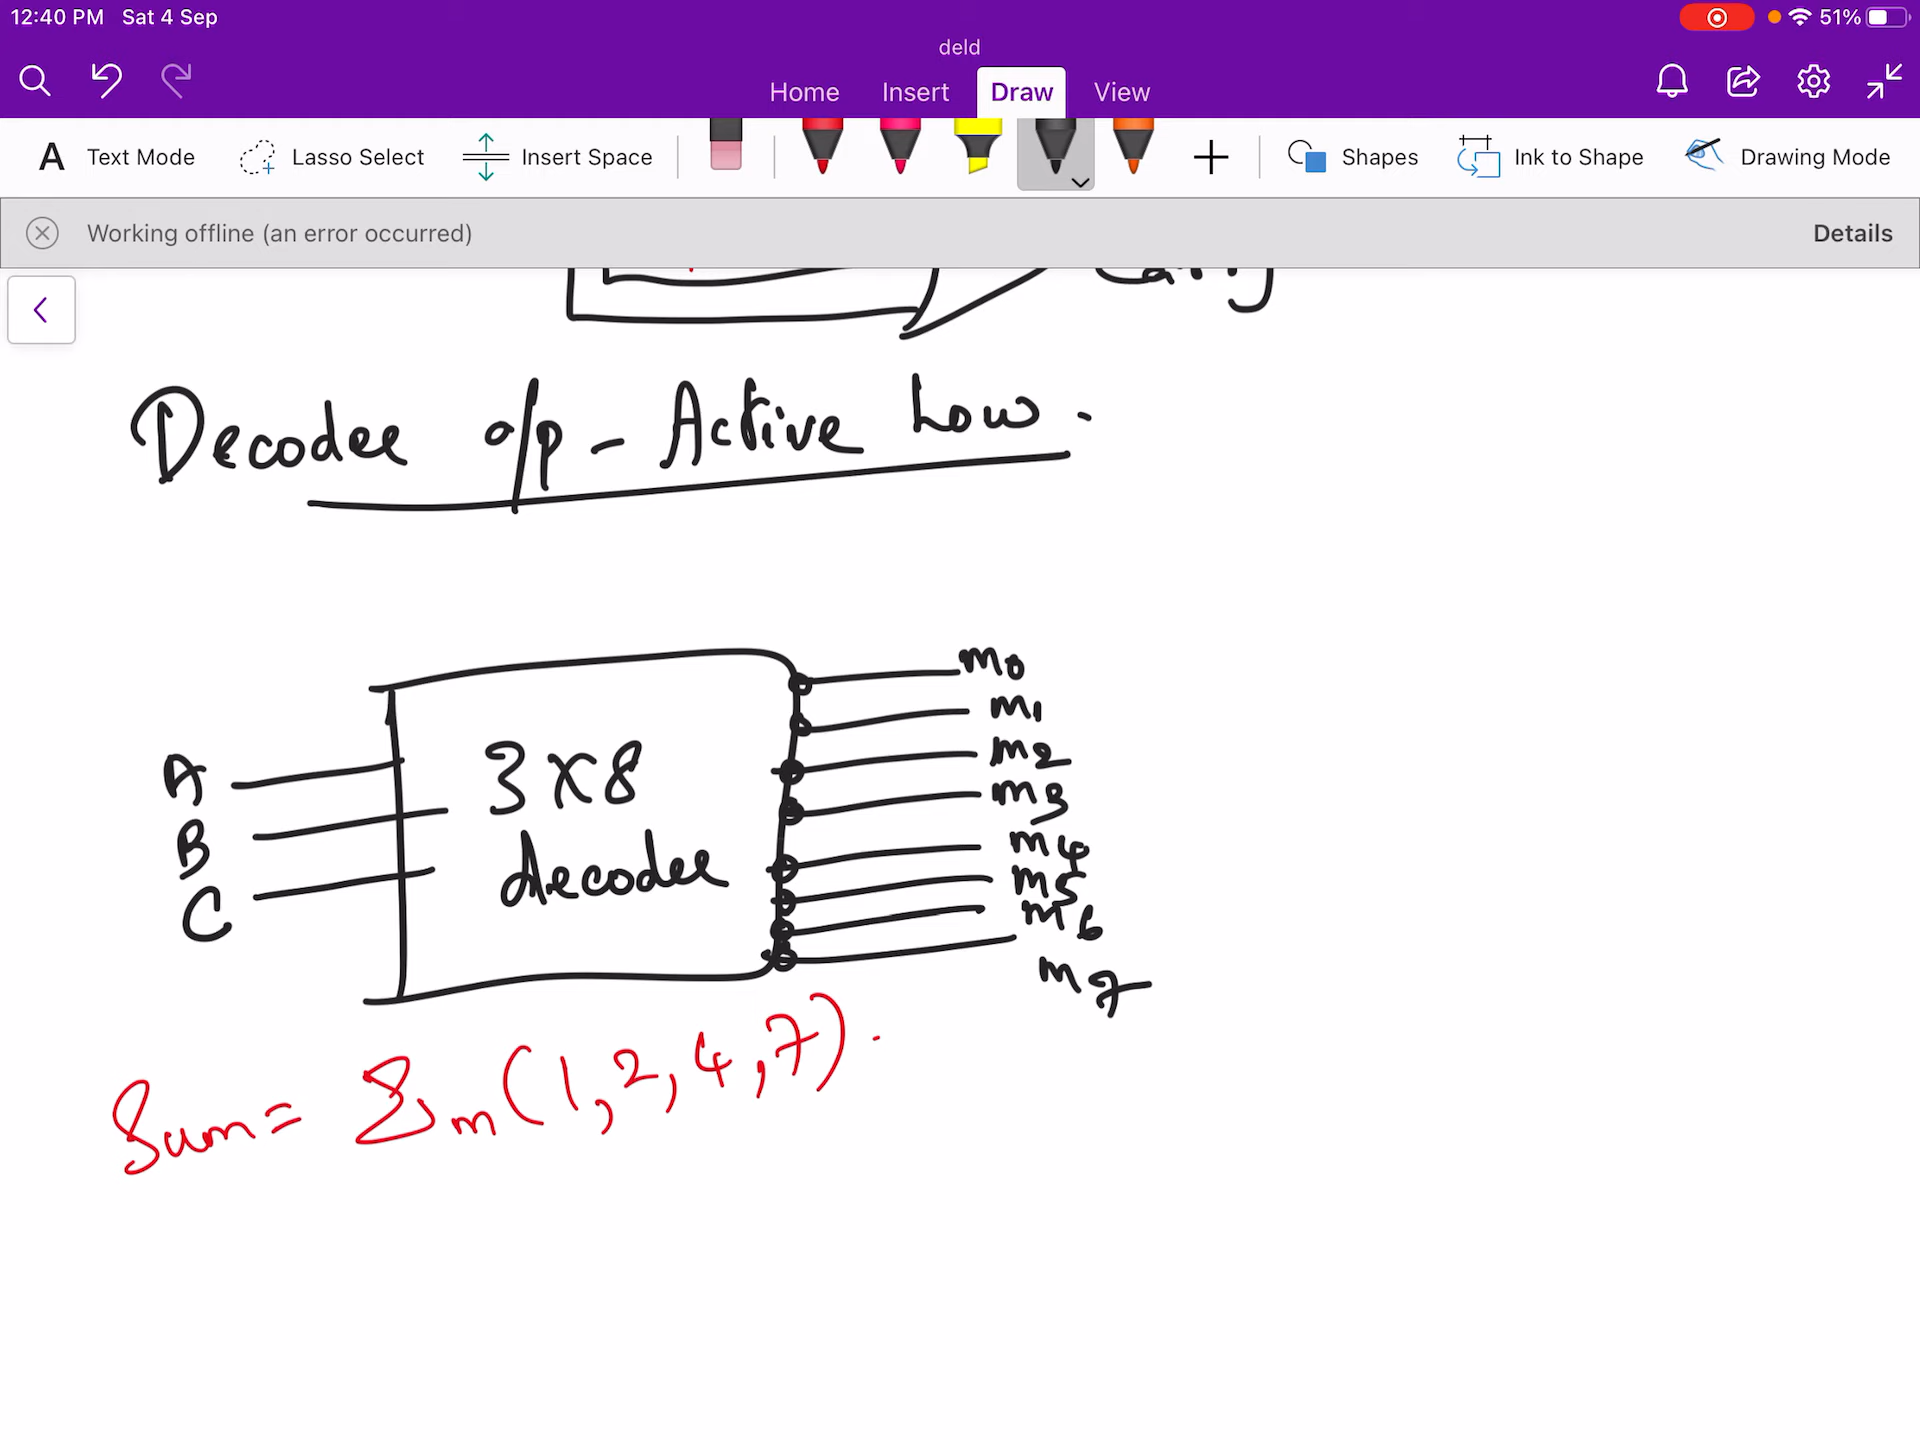 12:40 PM Sat 4 Sep
51%
deld
Home Insert Draw View
A Text Mode Lasso Select Insert Space Shapes Ink to Shape Drawing Mode
Working offline (an error occurred) Details
Decoder o/p - Active Low.
m0
m1
m2
m3
m4
m5
m6
m7
A
B
C
3X8
decoder
Sum = Σm(1,2,4,7).